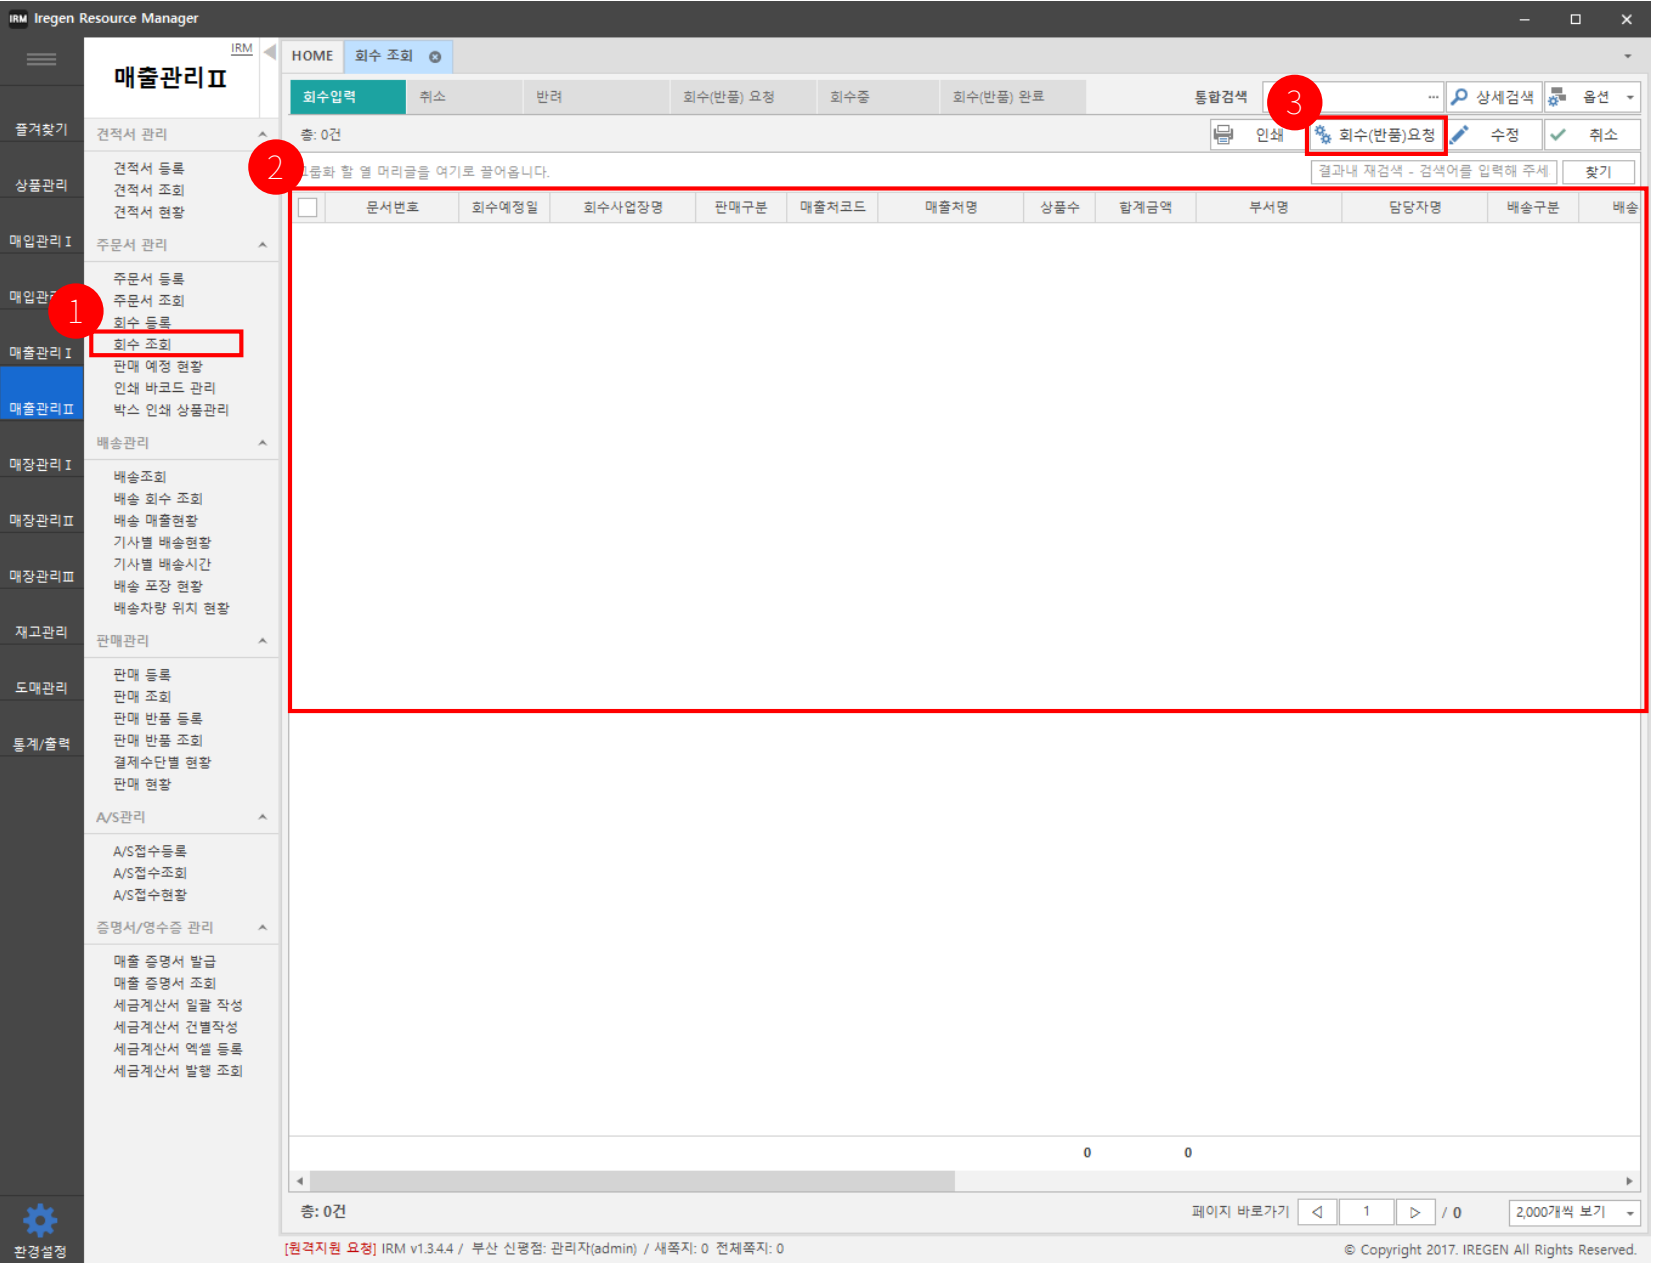 IRM Iregen Resource Manager
IRM
매출관리Ⅱ
즐겨찾기
상품관리
매입관리Ⅰ
매입관
매출관리Ⅰ
매출관리Ⅱ
매장관리Ⅰ
매장관리Ⅱ
매장관리Ⅲ
재고관리
도매관리
통계/출력
환경설정
견적서 관리
견적서 등록
견적서 조회
견적서 현황
주문서 관리
주문서 등록
주문서 조회
회수 등록
1
회수 조회
판매 예정 현황
인쇄 바코드 관리
박스 인쇄 상품관리
배송관리
배송조회
배송 회수 조회
배송 매출현황
기사별 배송현황
기사별 배송시간
배송 포장 현황
배송차량 위치 현황
판매관리
판매 등록
판매 조회
판매 반품 등록
판매 반품 조회
결제수단별 현황
판매 현황
A/S관리
A/S접수등록
A/S접수조회
A/S접수현황
증명서/영수증 관리
매출 증명서 발급
매출 증명서 조회
세금계산서 일괄 작성
세금계산서 건별작성
세금계산서 엑셀 등록
세금계산서 발행 조회
HOME 회수 조회
회수입력 취소 반려 회수(반품) 요청 회수중 회수(반품) 완료 통합검색 3 ... 상세검색 옵션
총: 0건 인쇄 회수(반품)요청 수정 취소
2 그룹화 할 열 머리글을 여기로 끌어옵니다. 결과내 재검색 - 검색어를 입력해 주세 찾기
문서번호 회수예정일 회수사업장명 판매구분 매출처코드 매출처명 상품수 합계금액 부서명 담당자명 배송구분 배송
0 0
총: 0건 페이지 바로가기 1 / 0 2,000개씩 보기
[원격지원 요청] IRM v1.3.4.4 / 부산 신평점: 관리자(admin) / 새쪽지: 0 전체쪽지: 0 © Copyright 2017. IREGEN All Rights Reserved.